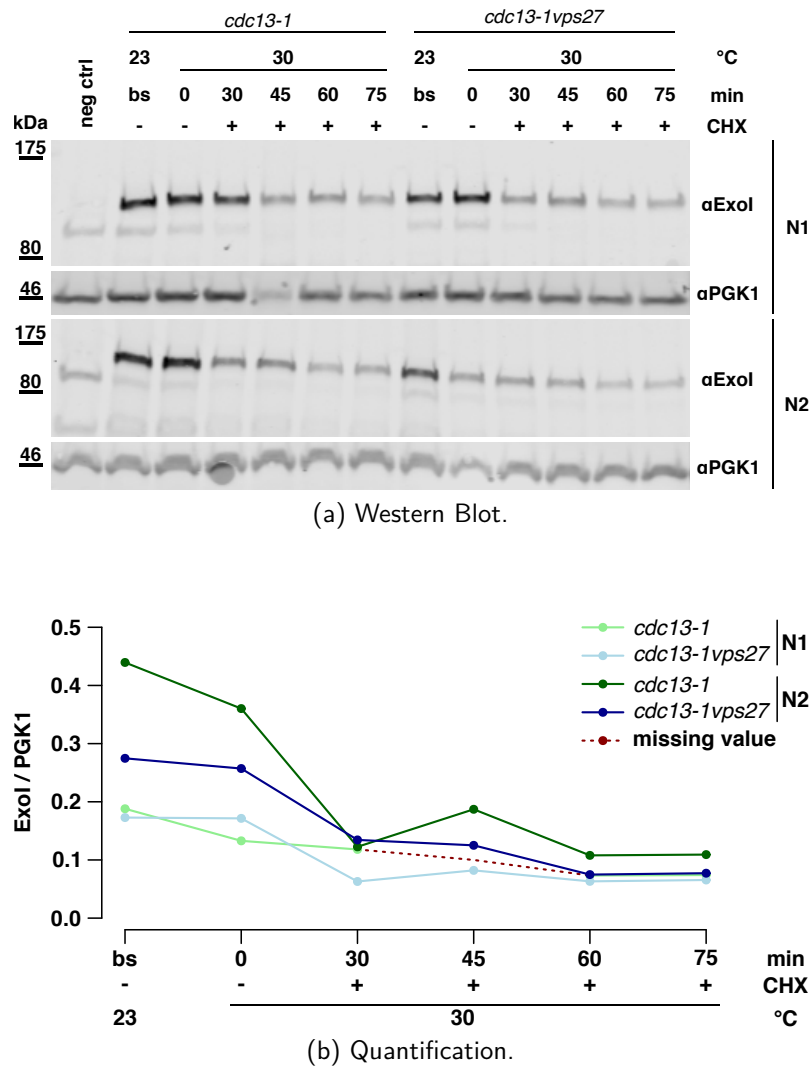 cdc13-1 cdc13-1vps27
23 30 23 30 °C
neg ctrl bs 0 30 45 60 75 bs 0 30 45 60 75 min
kDa - - + + + + - - + + + + CHX
175
αExoI
80
N1
46 αPGK1
175
αExoI
80
N2
46 αPGK1
(a) Western Blot.
ExoI / PGK1
0.5
0.4
0.3
0.2
0.1
0.0
cdc13-1
cdc13-1vps27
N1
cdc13-1
cdc13-1vps27
N2
missing value
bs 0 30 45 60 75 min
- - + + + + CHX
23 30 °C
(b) Quantification.